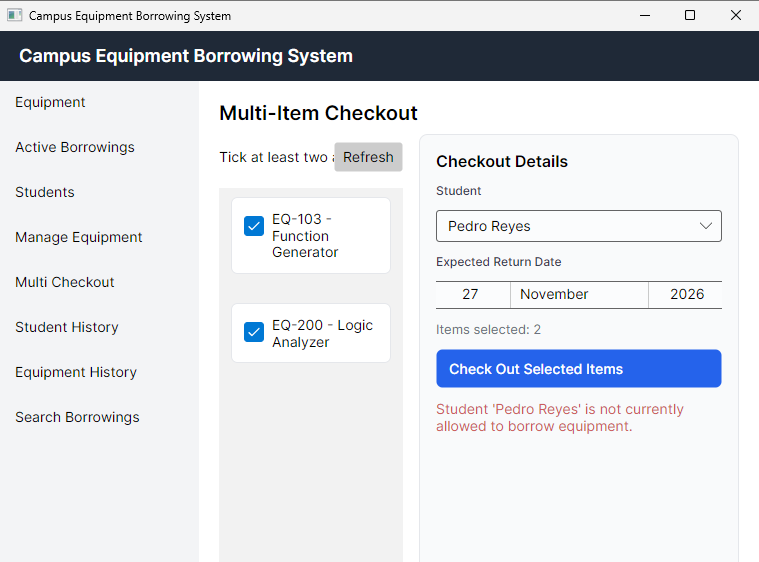 Campus Equipment Borrowing System
Campus Equipment Borrowing System
Equipment
Active Borrowings
Students
Manage Equipment
Multi Checkout
Student History
Equipment History
Search Borrowings
Multi-Item Checkout
Tick at least two
Refresh
EQ-103 -
Function
Generator
EQ-200 - Logic
Analyzer
Checkout Details
Student
Pedro Reyes
Expected Return Date
27 November 2026
Items selected: 2
Check Out Selected Items
Student 'Pedro Reyes' is not currently
allowed to borrow equipment.